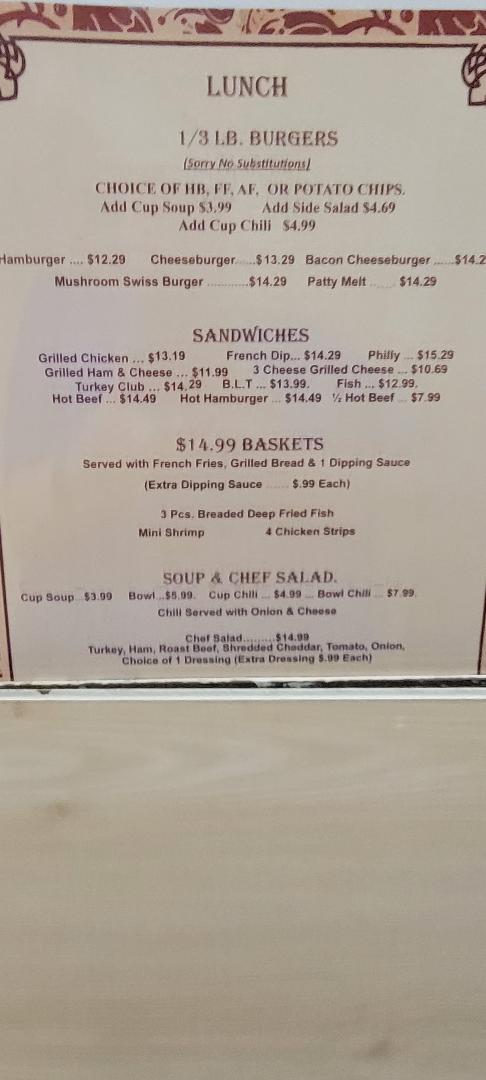 LUNCH
1/3 LB. BURGERS
(Sorry No Substitutions)
CHOICE OF HB, FF, AF, OR POTATO CHIPS.
Add Cup Soup $3.99 Add Side Salad $4.69
Add Cup Chili $4.99
Hamburger .... $12.29 Cheeseburger......$13.29 Bacon Cheeseburger ......$14.2
Mushroom Swiss Burger ............$14.29 Patty Melt ........ $14.29
SANDWICHES
Grilled Chicken ... $13.19 French Dip... $14.29 Philly ... $15.29
Grilled Ham & Cheese ... $11.99 3 Cheese Grilled Cheese ... $10.69
Turkey Club ... $14.29 B.L.T ... $13.99. Fish ... $12.99.
Hot Beef ... $14.49 Hot Hamburger ... $14.49 ½ Hot Beef ... $7.99
$14.99 BASKETS
Served with French Fries, Grilled Bread & 1 Dipping Sauce
(Extra Dipping Sauce ....... $.99 Each)
3 Pcs. Breaded Deep Fried Fish
Mini Shrimp 4 Chicken Strips
SOUP & CHEF SALAD.
Cup Soup...$3.99 Bowl ..$5.99. Cup Chili ... $4.99 ... Bowl Chili ... $7.99.
Chili Served with Onion & Cheese
Chef Salad.........$14.99
Turkey, Ham, Roast Beef, Shredded Cheddar, Tomato, Onion,
Choice of 1 Dressing (Extra Dressing $.99 Each)